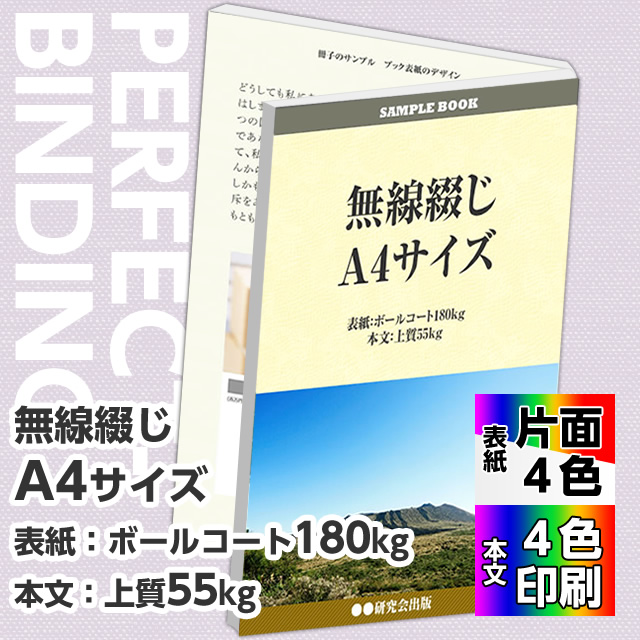 PERFECT
BINDING
冊子のサンプル ブック表紙のデザイン
どうしても私に
はしま
つの
であ
て、私
んかの
しかも
斥をお
もとも
SAMPLE BOOK
無線綴じ
A4サイズ
表紙:ボールコート180kg
本文:上質55kg
●●研究会出版
無線綴じ
A4サイズ
表紙:ボールコート180kg
本文:上質55kg
表紙
片面
4色
本文
4色
印刷